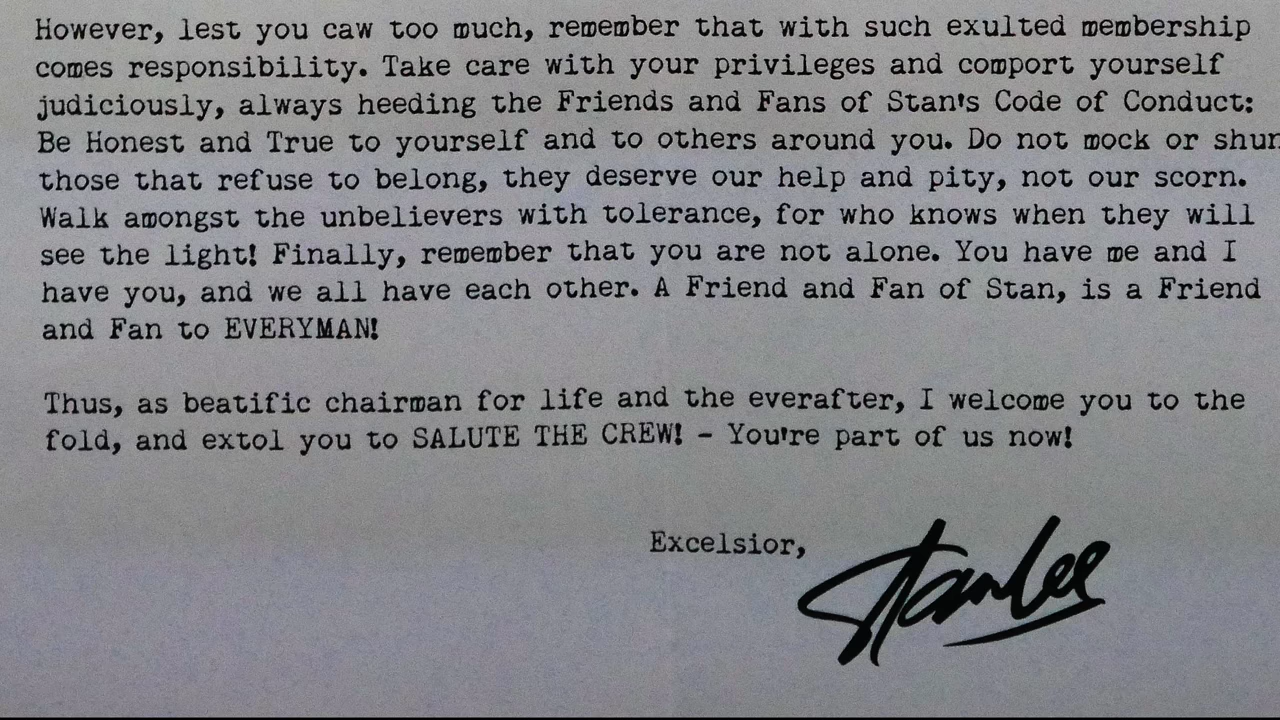 However, lest you caw too much, remember that with such exulted membership
comes responsibility. Take care with your privileges and comport yourself
judiciously, always heeding the Friends and Fans of Stan's Code of Conduct:
Be Honest and True to yourself and to others around you. Do not mock or shun
those that refuse to belong, they deserve our help and pity, not our scorn.
Walk amongst the unbelievers with tolerance, for who knows when they will
see the light! Finally, remember that you are not alone. You have me and I
have you, and we all have each other. A Friend and Fan of Stan, is a Friend
and Fan to EVERYMAN!
Thus, as beatific chairman for life and the everafter, I welcome you to the
fold, and extol you to SALUTE THE CREW! - You're part of us now!
Excelsior,
Stan Lee